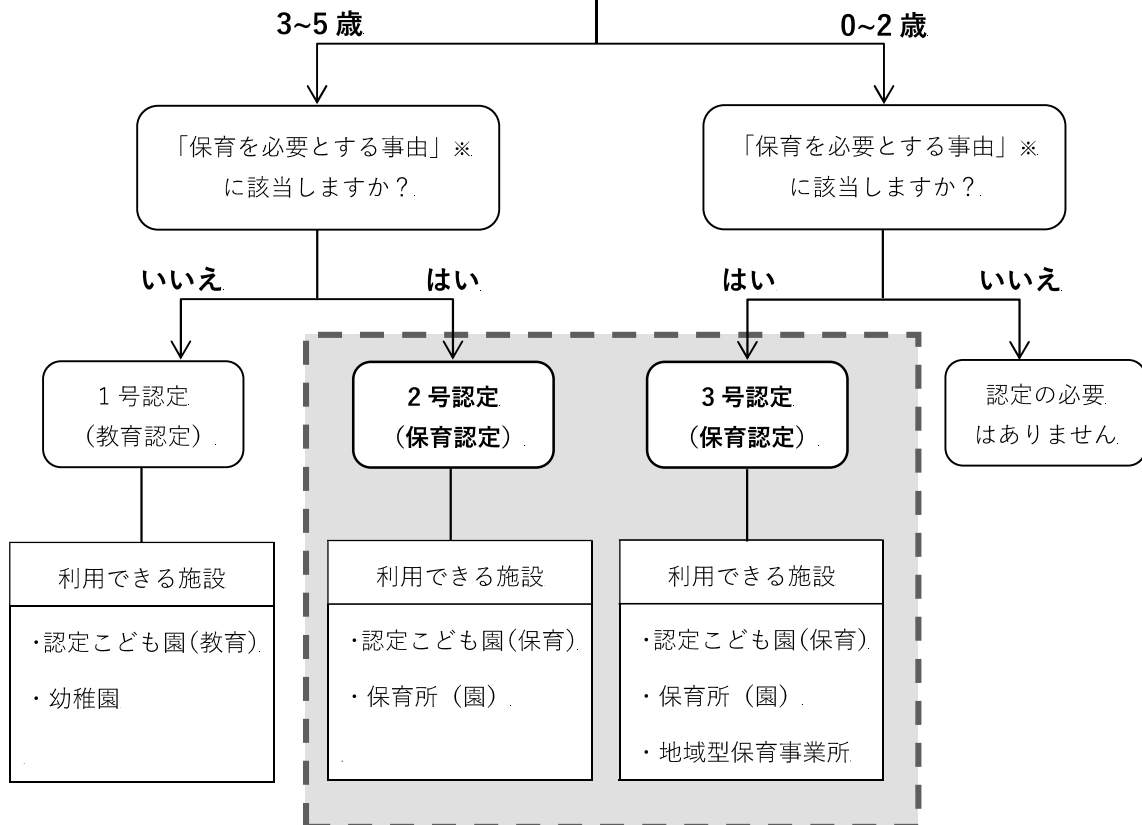 3~5 歳
0~2 歳
「保育を必要とする事由」※
に該当しますか？
「保育を必要とする事由」※
に該当しますか？
いいえ
はい
はい
いいえ
1 号認定
（教育認定）
2 号認定
（保育認定）
3 号認定
（保育認定）
認定の必要
はありません
利用できる施設
・認定こども園(教育)
・幼稚園
利用できる施設
・認定こども園(保育)
・保育所（園）
利用できる施設
・認定こども園(保育)
・保育所（園）
・地域型保育事業所